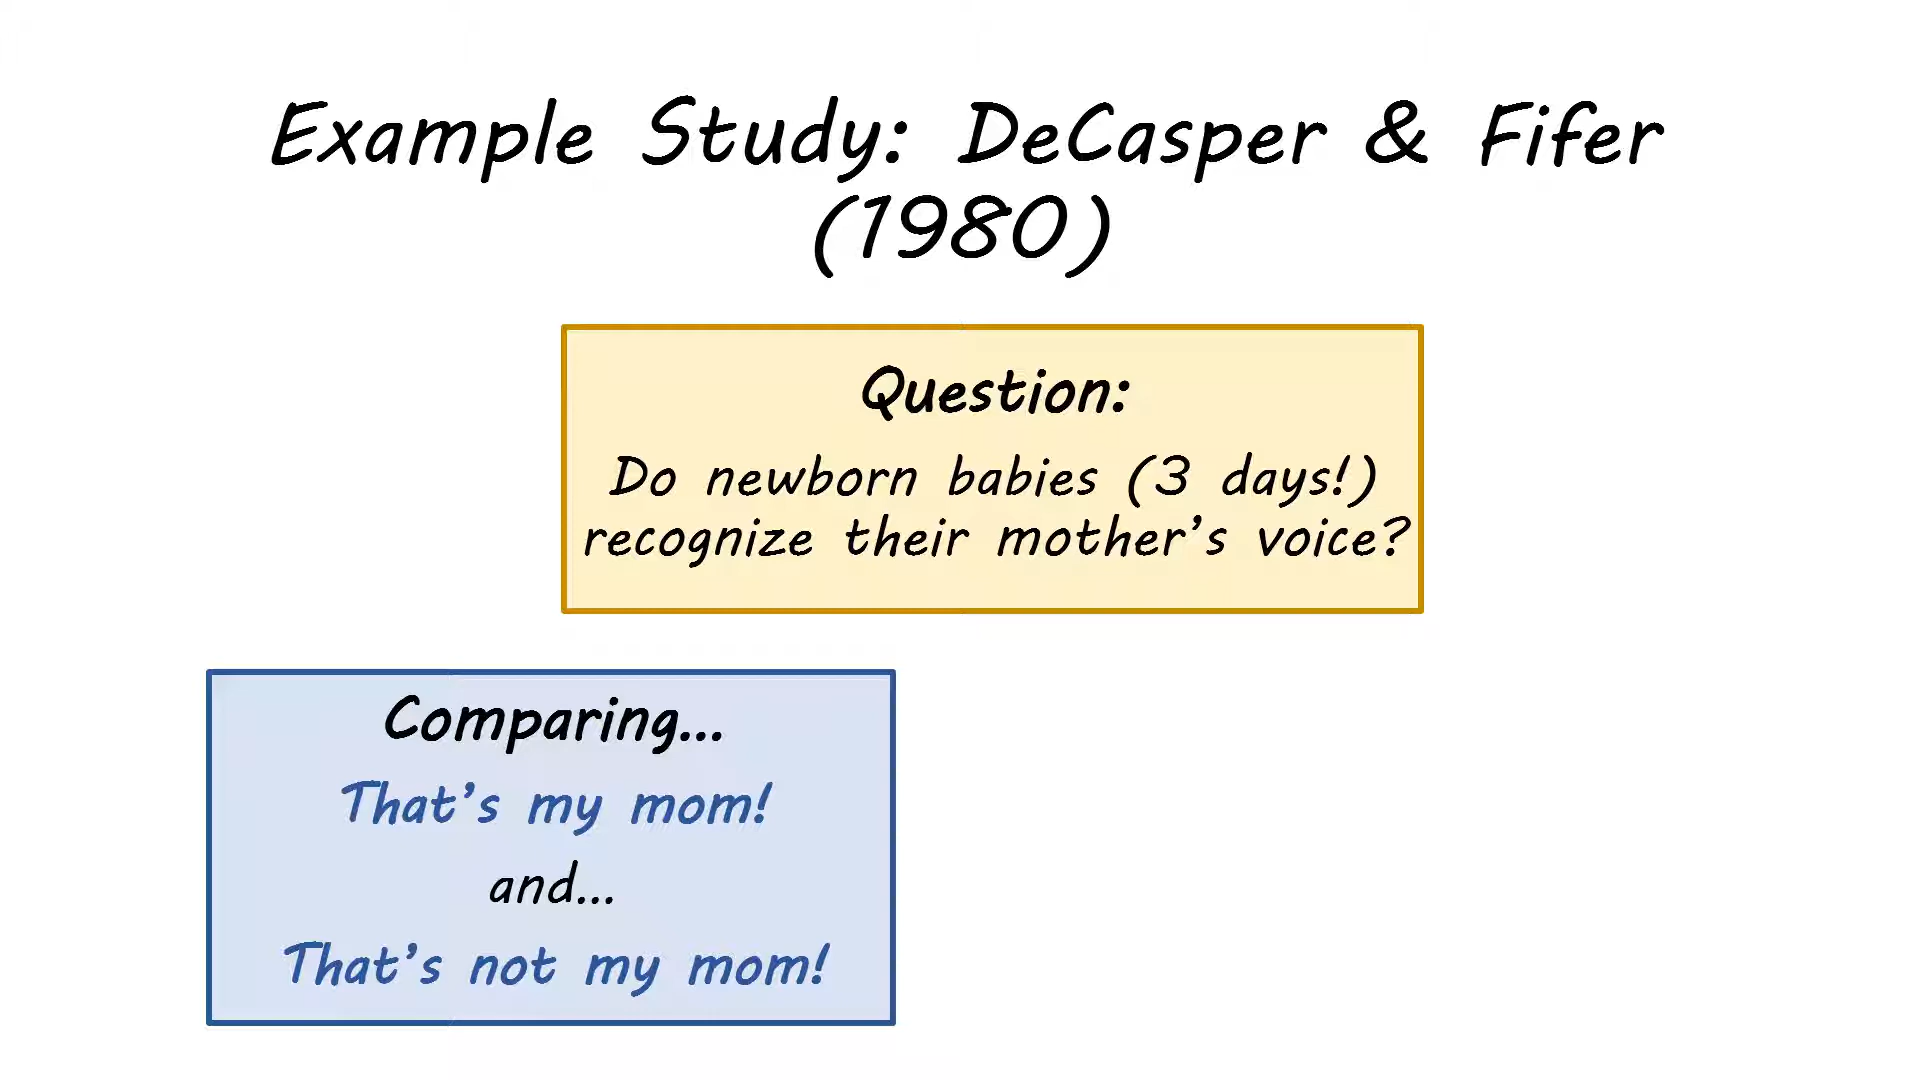 Example Study: DeCasper & Fifer
(1980)
Question:
Do newborn babies (3 days!)
recognize their mother’s voice?
Comparing...
That’s my mom!
and...
That’s not my mom!